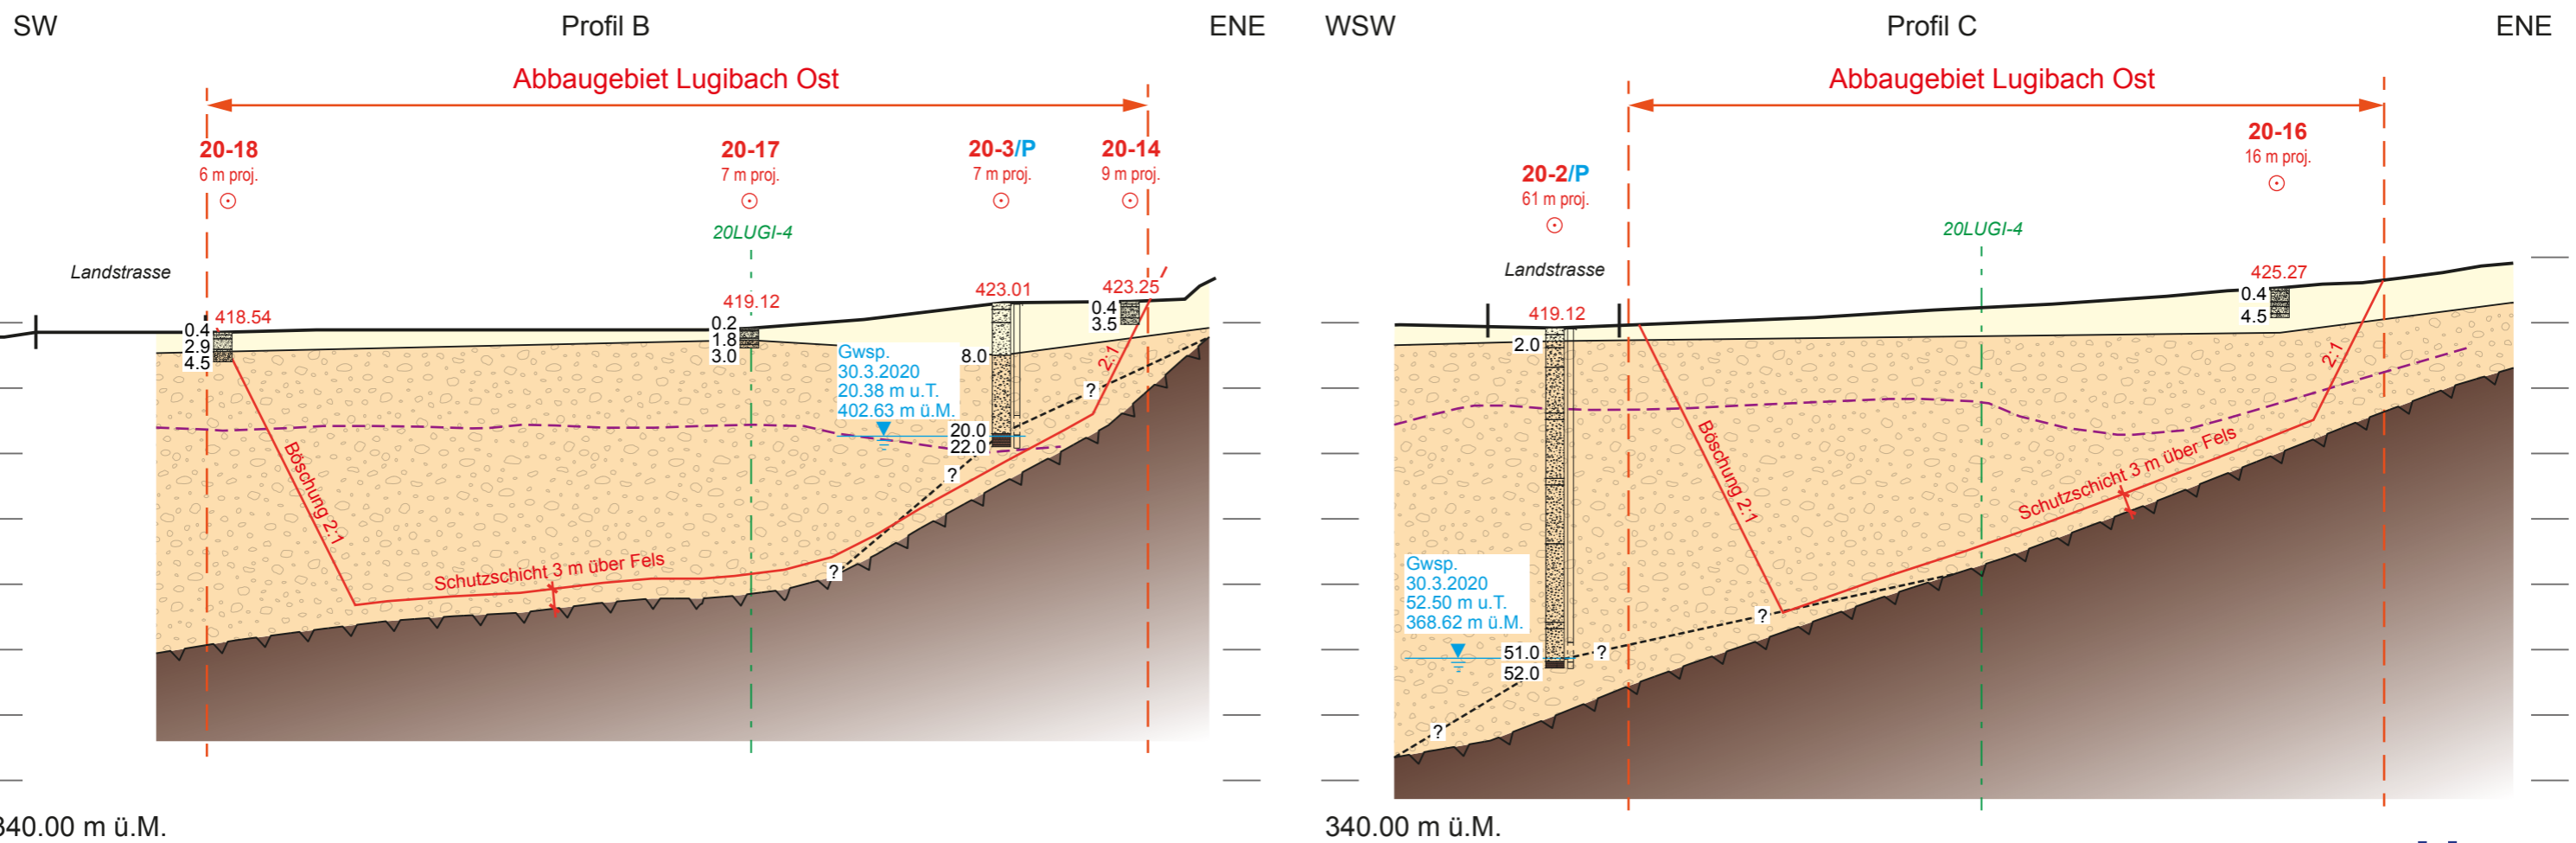 SW
Profil B
ENE
Abbaugebiet Lugibach Ost
20-18
6 m proj.
20-17
7 m proj.
20-3/P
7 m proj.
20-14
9 m proj.
20LUGI-4
Landstrasse
418.54
0.4
2.9
4.5
419.12
0.2
1.8
3.0
423.01
8.0
20.0
22.0
423.25
0.4
3.5
Gwsp.
30.3.2020
20.38 m u.T.
402.63 m ü.M.
2:1
?
?
?
Böschung 2:1
Schutzschicht 3 m über Fels
340.00 m ü.M.
WSW
Profil C
ENE
Abbaugebiet Lugibach Ost
20-2/P
61 m proj.
20-16
16 m proj.
20LUGI-4
Landstrasse
419.12
2.0
51.0
52.0
425.27
0.4
4.5
2:1
Böschung 2:1
Schutzschicht 3 m über Fels
Gwsp.
30.3.2020
52.50 m u.T.
368.62 m ü.M.
?
?
?
340.00 m ü.M.